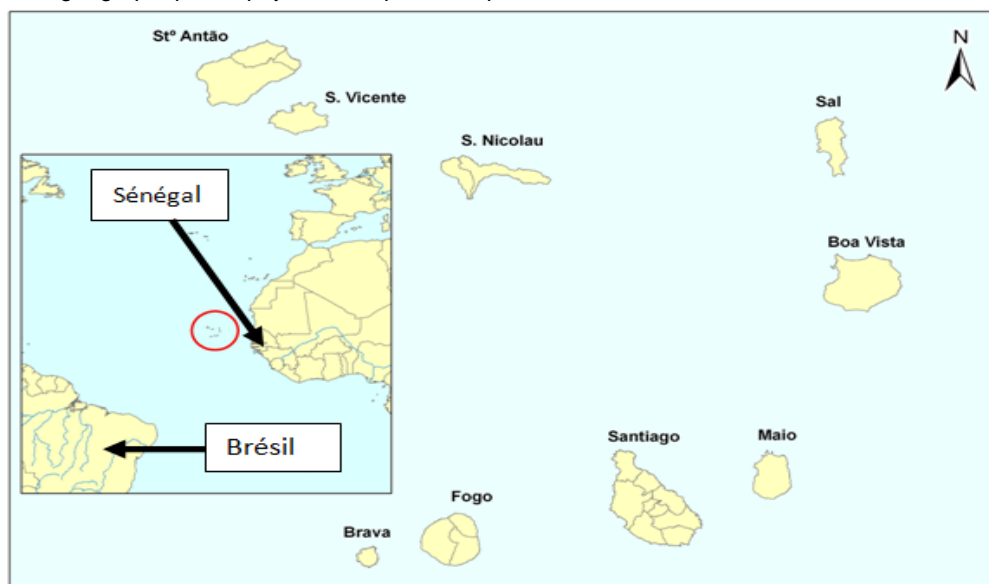 Stº Antão
N
S. Vicente
Sal
S. Nicolau
Sénégal
Boa Vista
Brésil
Santiago
Maio
Fogo
Brava